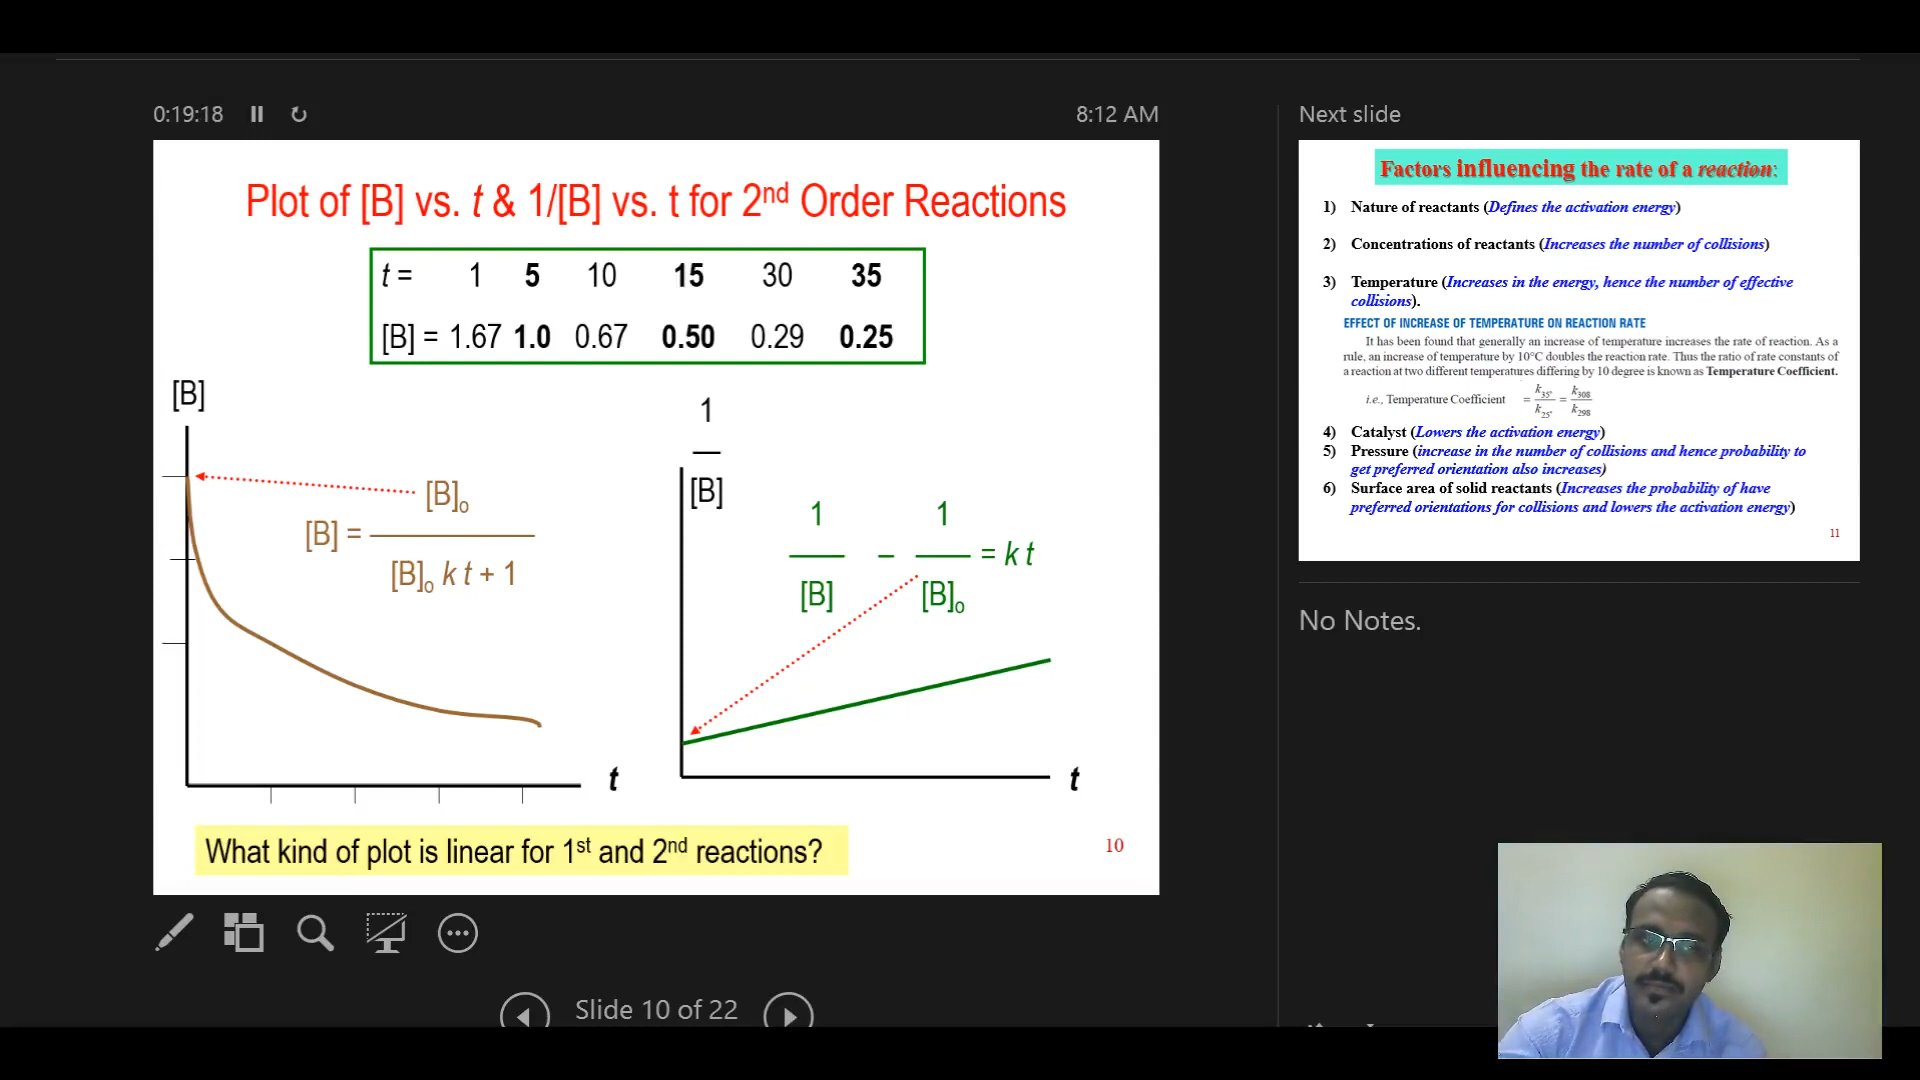 0:19:18
8:12 AM
Next slide
Plot of [B] vs. t & 1/[B] vs. t for 2nd Order Reactions
t = 1 5 10 15 30 35
[B] = 1.67 1.0 0.67 0.50 0.29 0.25
[B]
[B]o
[B] =
[B]o k t + 1
t
1
[B]
1 1
– = k t
[B] [B]o
t
What kind of plot is linear for 1st and 2nd reactions?
10
Slide 10 of 22
Factors influencing the rate of a reaction:
1) Nature of reactants (Defines the activation energy)
2) Concentrations of reactants (Increases the number of collisions)
3) Temperature (Increases in the energy, hence the number of effective
collisions).
EFFECT OF INCREASE OF TEMPERATURE ON REACTION RATE
It has been found that generally an increase of temperature increases the rate of reaction. As a
rule, an increase of temperature by 10°C doubles the reaction rate. Thus the ratio of rate constants of
a reaction at two different temperatures differing by 10 degree is known as Temperature Coefficient.
k35° k308
i.e., Temperature Coefficient = =
k25° k298
4) Catalyst (Lowers the activation energy)
5) Pressure (increase in the number of collisions and hence probability to
get preferred orientation also increases)
6) Surface area of solid reactants (Increases the probability of have
preferred orientations for collisions and lowers the activation energy)
11
No Notes.